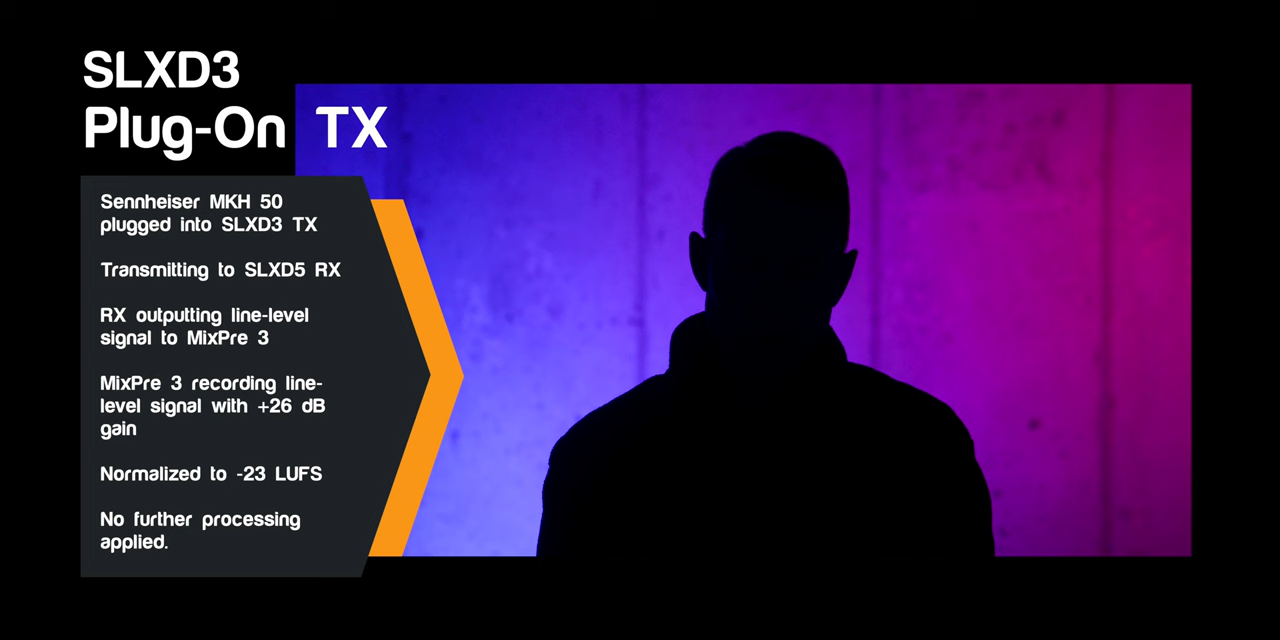 SLXD3
Plug-On TX
Sennheiser MKH 50
plugged into SLXD3 TX
Transmitting to SLXD5 RX
RX outputting line-level
signal to MixPre 3
MixPre 3 recording line-
level signal with +26 dB
gain
Normalized to -23 LUFS
No further processing
applied.